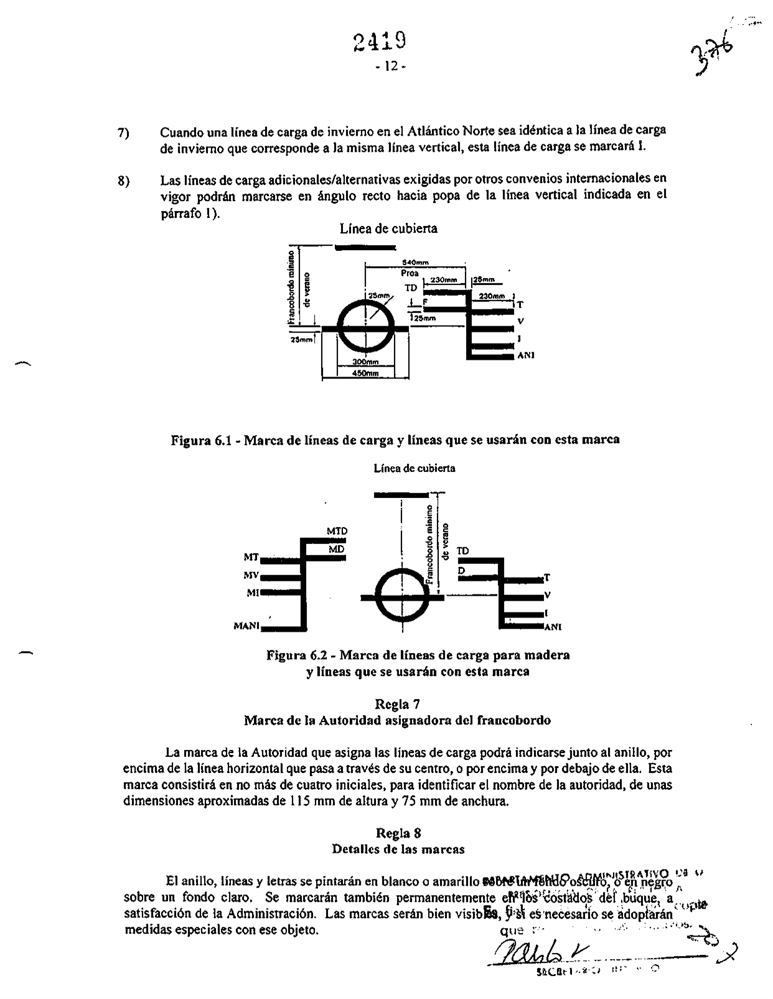 2419
- 12 -
376
7) Cuando una línea de carga de invierno en el Atlántico Norte sea idéntica a la línea de carga
de invierno que corresponde a la misma línea vertical, esta línea de carga se marcará I.
8) Las líneas de carga adicionales/alternativas exigidas por otros convenios internacionales en
vigor podrán marcarse en ángulo recto hacia popa de la línea vertical indicada en el
párrafo 1).
Línea de cubierta
Francobordo mínimo
de verano
540mm
Proa
230mm
25mm
TD
25mm
230mm
F
T
25mm
V
25mm
I
ANI
300mm
450mm
Figura 6.1 - Marca de líneas de carga y líneas que se usarán con esta marca
Línea de cubierta
Francobordo mínimo
de verano
MTD
MD
MT
MV
MI
MANI
TD
D
T
V
I
ANI
Figura 6.2 - Marca de líneas de carga para madera
y líneas que se usarán con esta marca
Regla 7
Marca de la Autoridad asignadora del francobordo
La marca de la Autoridad que asigna las líneas de carga podrá indicarse junto al anillo, por
encima de la línea horizontal que pasa a través de su centro, o por encima y por debajo de ella. Esta
marca consistirá en no más de cuatro iniciales, para identificar el nombre de la autoridad, de unas
dimensiones aproximadas de 115 mm de altura y 75 mm de anchura.
Regla 8
Detalles de las marcas
DEPARTAMENTO ADMINISTRATIVO DE
El anillo, líneas y letras se pintarán en blanco o amarillo sobre un fondo oscuro, o en negro
sobre un fondo claro. Se marcarán también permanentemente en los costados del buque, a
satisfacción de la Administración. Las marcas serán bien visibles, y si es necesario se adoptarán
medidas especiales con ese objeto.
Es
que